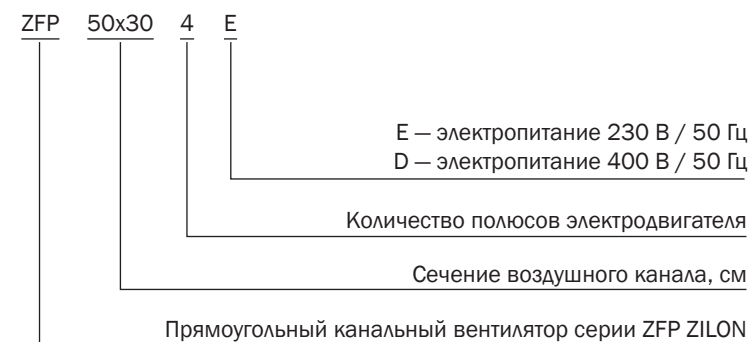 ZFP 50x30 4 E
E — электропитание 230 В / 50 Гц
D — электропитание 400 В / 50 Гц
Количество полюсов электродвигателя
Сечение воздушного канала, см
Прямоугольный канальный вентилятор серии ZFP ZILON